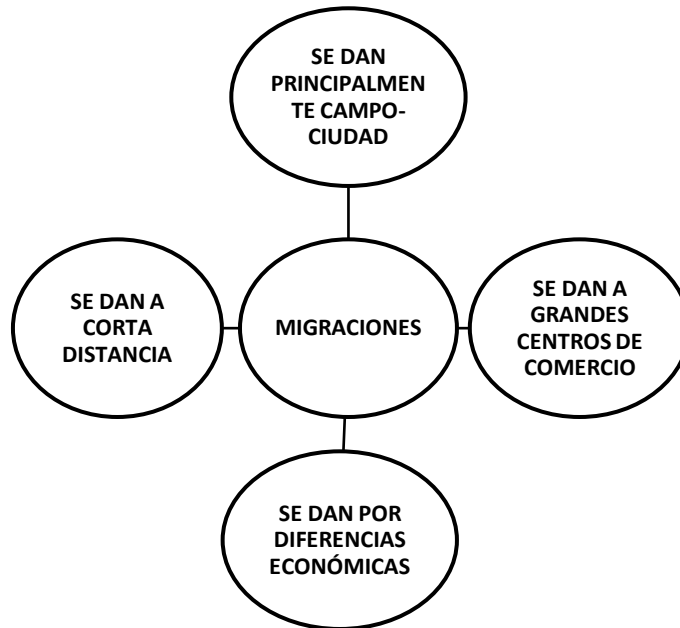 SE DAN
PRINCIPALMEN
TE CAMPO-
CIUDAD
SE DAN A
CORTA
DISTANCIA
MIGRACIONES
SE DAN A
GRANDES
CENTROS DE
COMERCIO
SE DAN POR
DIFERENCIAS
ECONÓMICAS